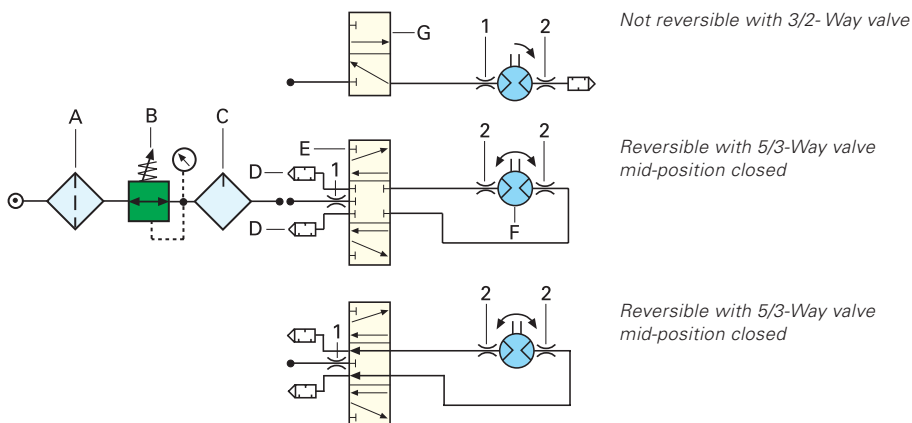 G
1
2
Not reversible with 3/2- Way valve
A
B
C
D
E
1
2
2
Reversible with 5/3-Way valve
mid-position closed
D
F
1
2
2
Reversible with 5/3-Way valve
mid-position closed